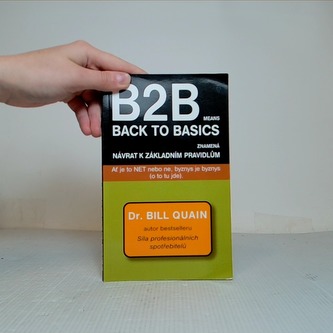 B2B MEANS
BACK TO BASICS
ZNAMENÁ
NÁVRAT K ZÁKLADNÍM PRAVIDLŮM
Ať je to NET nebo ne, byznys je byznys
(o to tu jde)
Dr. BILL QUAIN
autor bestselleru
Síla profesionálních
spotřebitelů